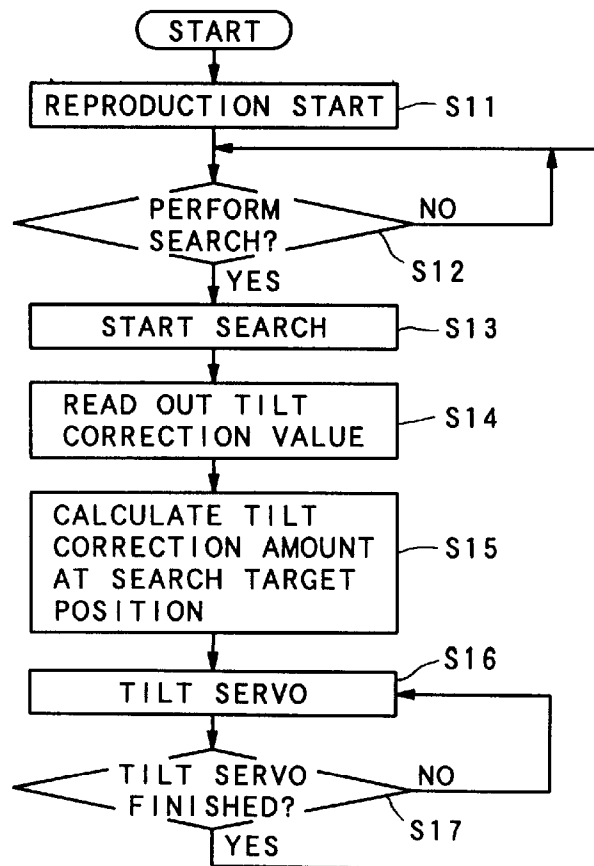 START
REPRODUCTION START
S11
PERFORM
SEARCH?
NO
S12
YES
START SEARCH
S13
READ OUT TILT
CORRECTION VALUE
S14
CALCULATE TILT
CORRECTION AMOUNT
AT SEARCH TARGET
POSITION
S15
S16
TILT SERVO
TILT SERVO
FINISHED?
NO
S17
YES